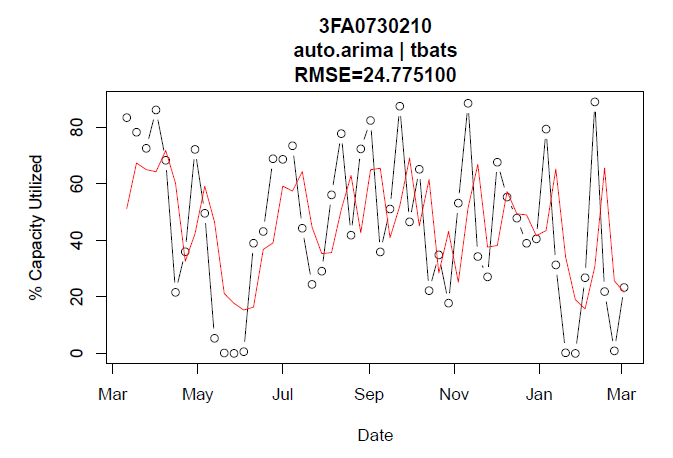 3FA0730210
auto.arima | tbats
RMSE=24.775100
% Capacity Utilized
80
60
40
20
0
Mar May Jul Sep Nov Jan Mar
Date